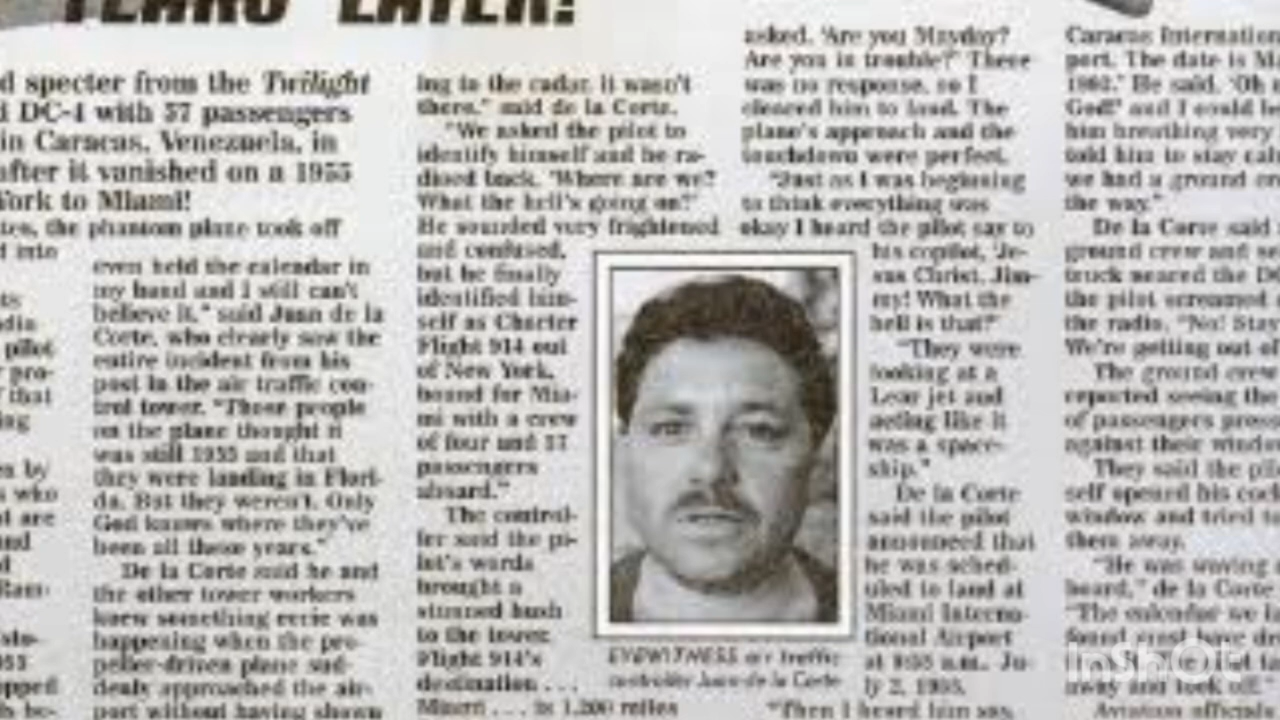 YEARS LATER!
d specter from the Twilight
d DC-4 with 57 passengers
in Caracas, Venezuela, in
after it vanished on a 1955
York to Miami!
the phantom plane took off
into
pilot
that
by
who
are
even held the calendar in
my hand and I still can't
believe it," said Juan de la
Corte, who clearly saw the
entire incident from his
post in the air traffic con-
trol tower. "Those people
on the plane thought it
was still 1955 and that
they were landing in Flori-
da. But they weren't. Only
God knows where they've
been all these years."
De la Corte said he and
the other tower workers
knew something eerie was
happening when the pro-
peller-driven plane sud-
denly approached the air-
port without having shown
ing to the radar, it wasn't
there," said de la Corte.
"We asked the pilot to
identify himself and he ra-
dioed back, 'Where are we?
What the hell's going on?'
He sounded very frightened
and confused,
but he finally
identified him-
self as Charter
Flight 914 out
of New York,
bound for Mia-
mi with a crew
of four and 57
passengers
aboard."
The control-
ler said the pi-
lot's words
brought a
stunned hush
to the tower.
Flight 914's
destination . . .
Miami . . . is 1,200 miles
asked, 'Are you Mayday?
Are you in trouble?' There
was no response, so I
cleared him to land. The
plane's approach and the
touchdown were perfect.
"Just as I was beginning
to think everything was
okay I heard the pilot say to
his copilot, 'Je-
sus Christ, Jim-
my! What the
hell is that?'
"They were
looking at a
Lear jet and
acting like it
was a space-
ship."
De la Corte
said the pilot
announced that
he was sched-
uled to land at
Miami Interna-
tional Airport
at 9:55 a.m. Ju-
ly 2, 1955.
"Then I heard him say,
EYEWITNESS air traffic
controller Juan de la Corte
Caracas Internation
port. The date is Ma
He said, 'Oh
God!' and I could he
him breathing very
told him to stay cal
we had a ground cr
the way."
De la Corte said
ground crew and
truck neared the DC
the pilot screamed
the radio, "No! Stay
We're getting out of
The ground crew
reported seeing the
of passengers press
against their windo
They said the pil
self opened his coc
window and tried to
them away.
"He was waving a
board," de la Corte
"The calendar we la
found must have dr
away and took off."
Aviation officials
InShOt